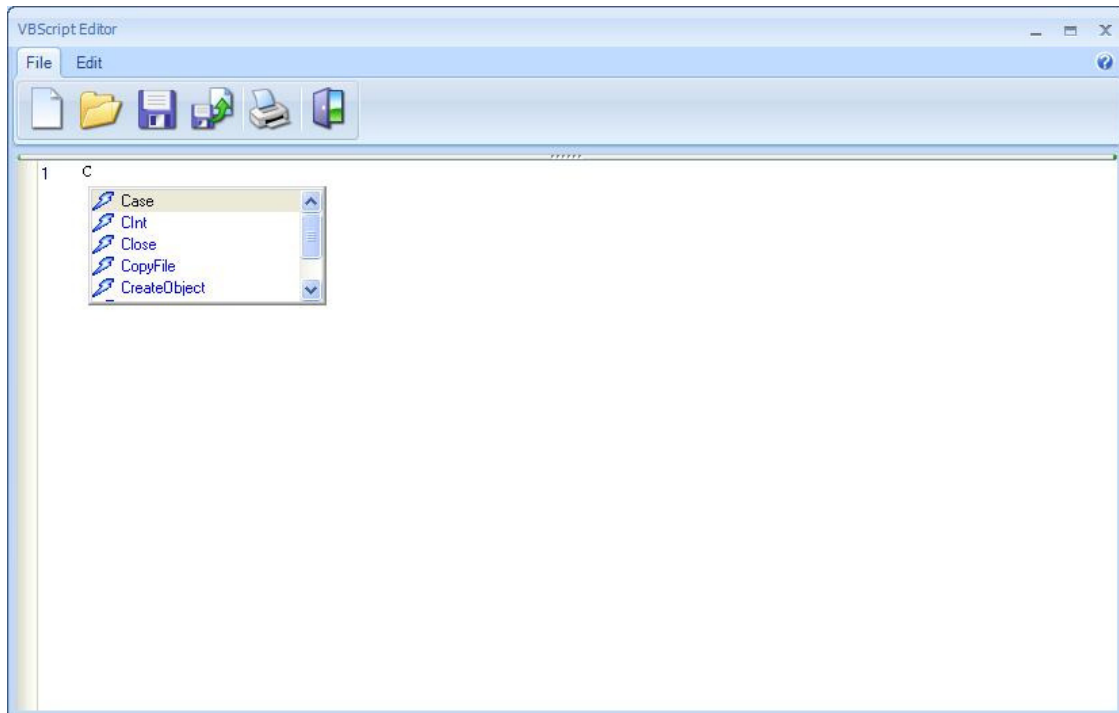 VBScript Editor
File Edit
1 C
Case
CInt
Close
CopyFile
CreateObject